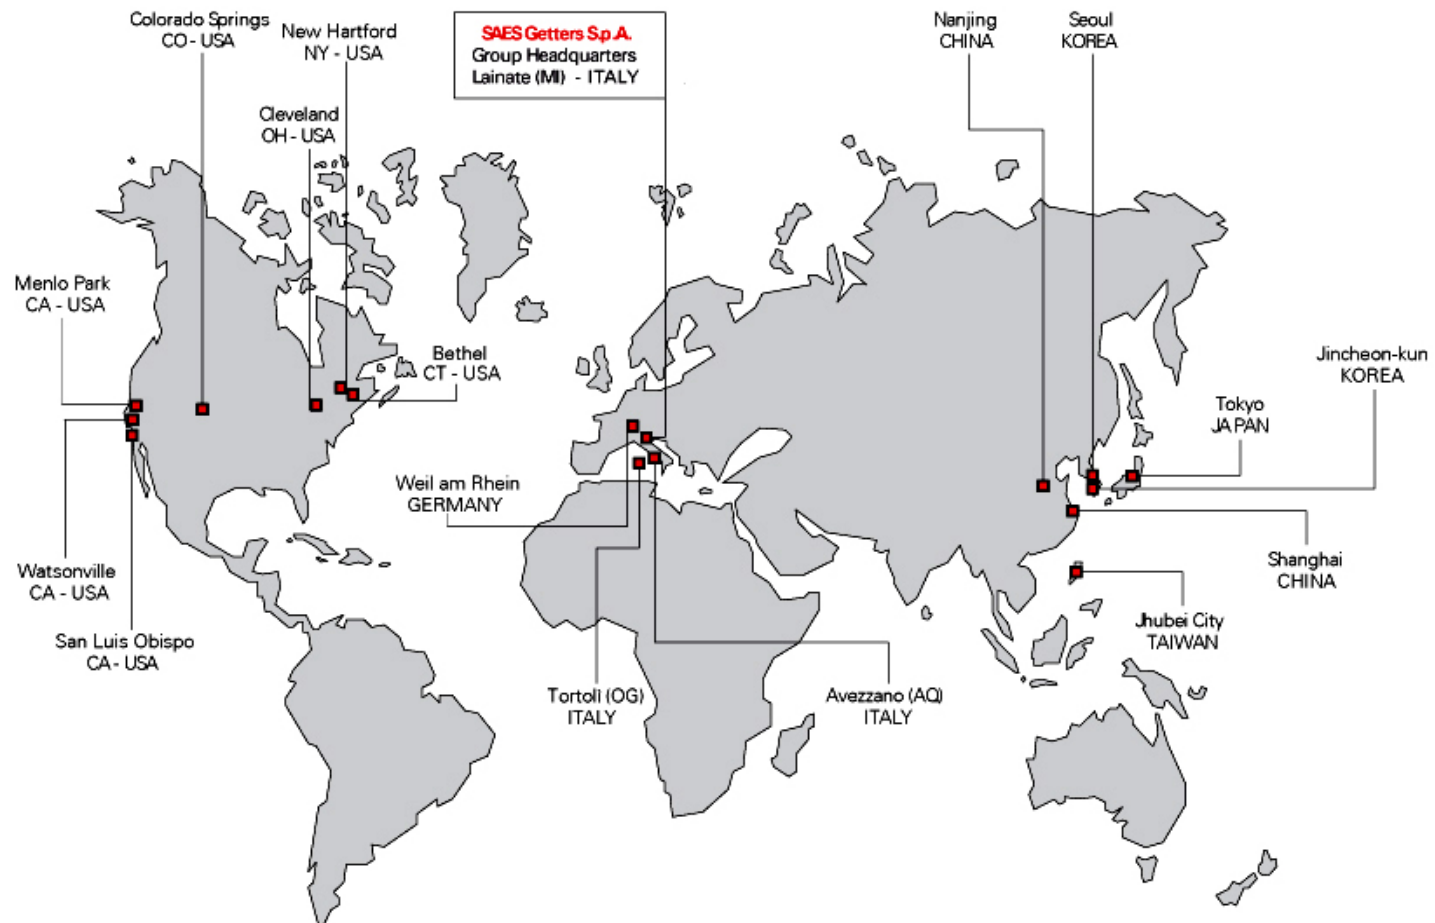 Colorado Springs
CO - USA
New Hartford
NY - USA
SAES Getters S.p.A.
Group Headquarters
Lainate (MI) - ITALY
Nanjing
CHINA
Seoul
KOREA
Cleveland
OH - USA
Menlo Park
CA - USA
Bethel
CT - USA
Jincheon-kun
KOREA
Tokyo
JAPAN
Weil am Rhein
GERMANY
Watsonville
CA - USA
Shanghai
CHINA
San Luis Obispo
CA - USA
Jhubei City
TAIWAN
Tortolì (OG)
ITALY
Avezzano (AQ)
ITALY